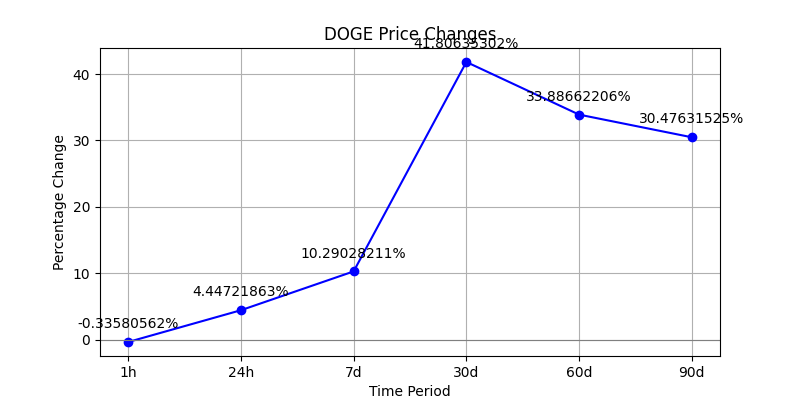 DOGE Price Changes
41.80635302%
33.88662206%
30.47631525%
10.29028211%
4.44721863%
-0.33580562%
Percentage Change
40
30
20
10
0
1h 24h 7d 30d 60d 90d
Time Period